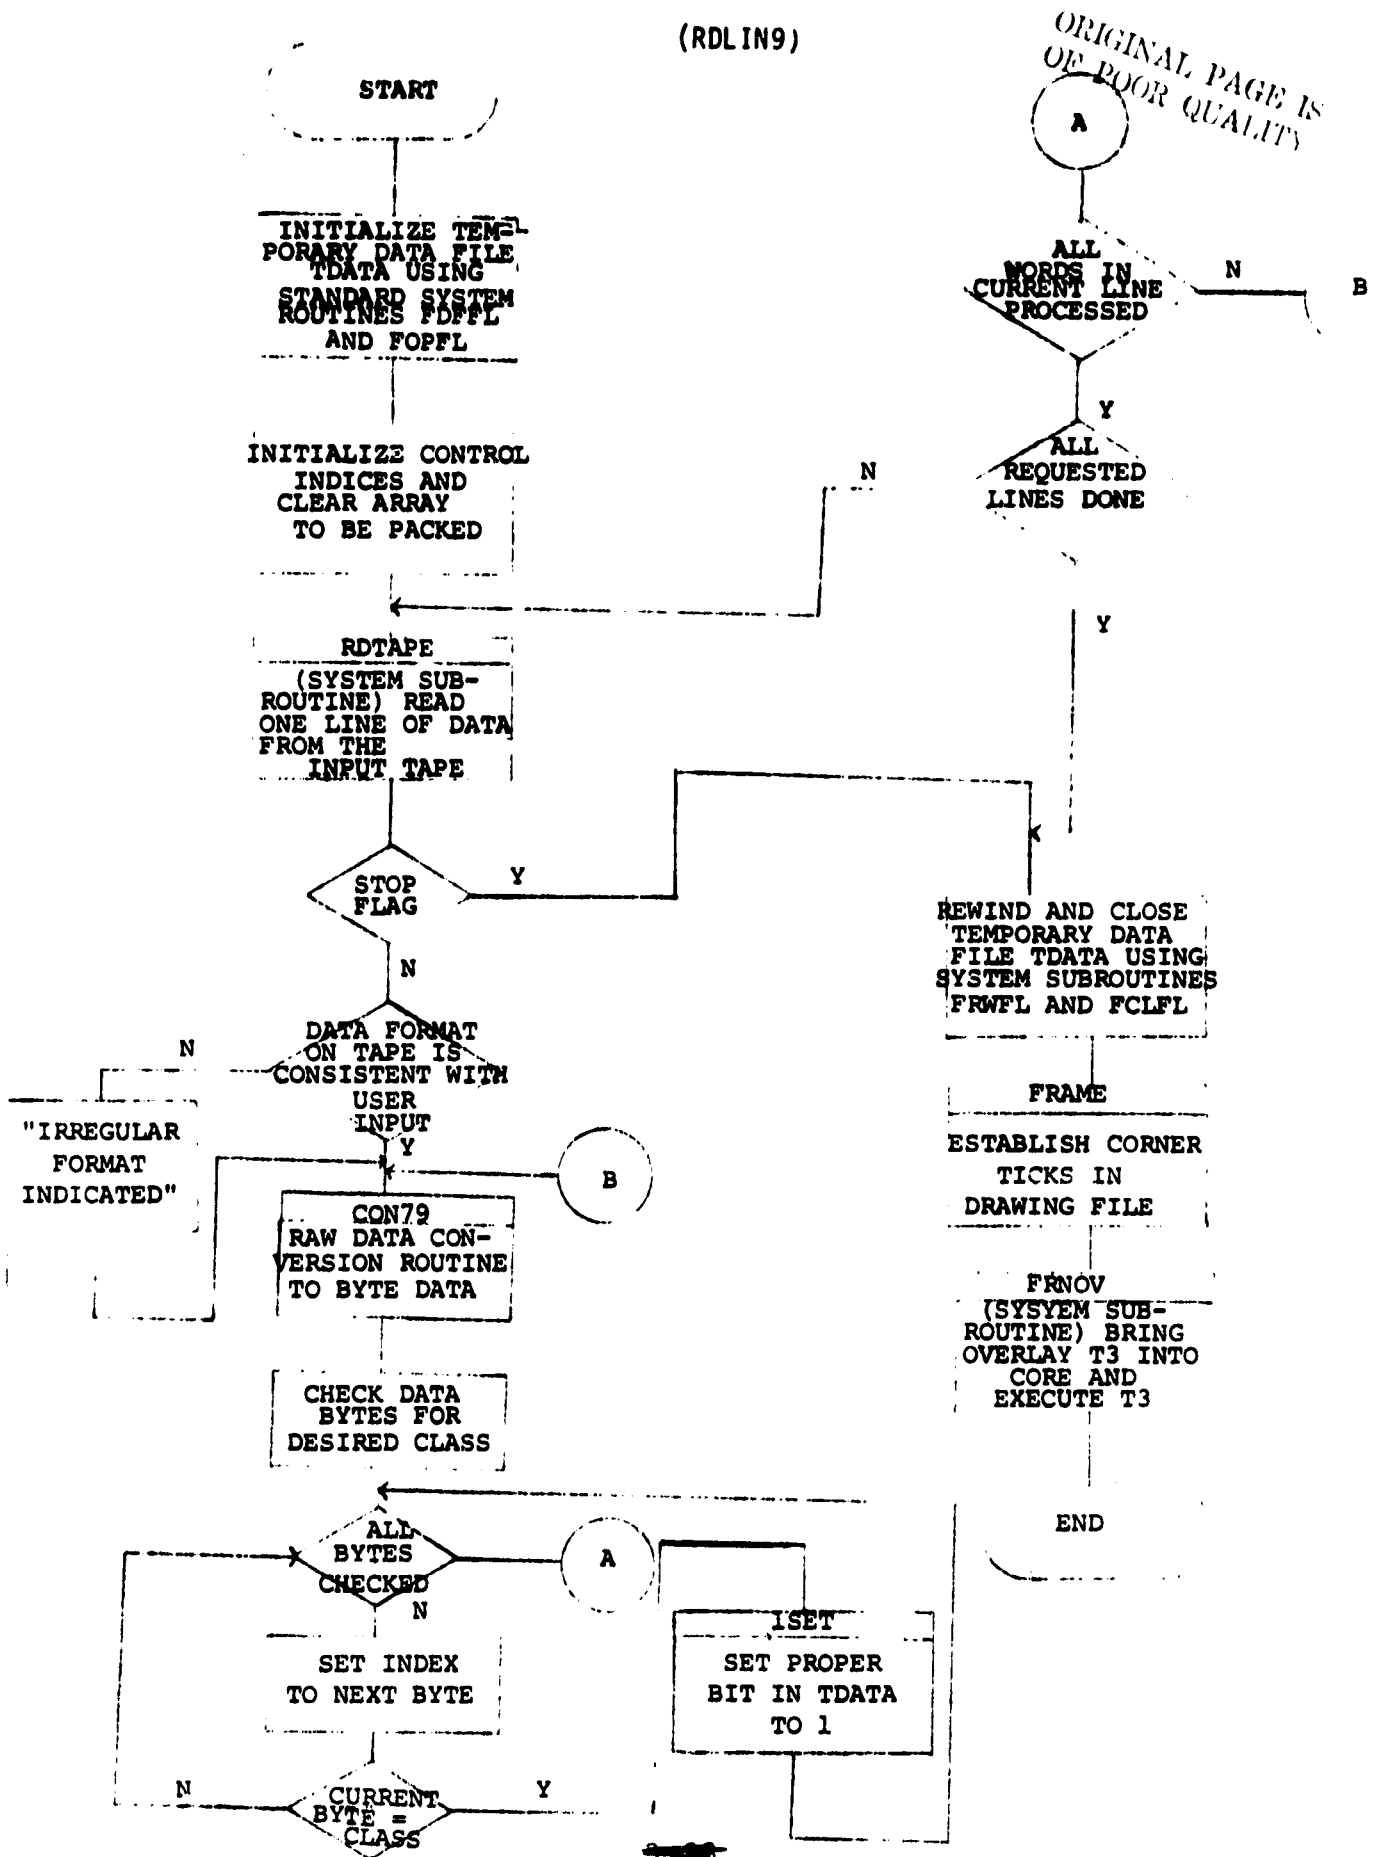 (RDLIN9)
ORIGINAL PAGE IS
OF POOR QUALITY
START
INITIALIZE TEM-
PORARY DATA FILE
TDATA USING
STANDARD SYSTEM
ROUTINES FDFFL
AND FOPFL
INITIALIZE CONTROL
INDICES AND
CLEAR ARRAY
TO BE PACKED
RDTAPE
(SYSTEM SUB-
ROUTINE) READ
ONE LINE OF DATA
FROM THE
INPUT TAPE
STOP
FLAG
Y
N
DATA FORMAT
ON TAPE IS
CONSISTENT WITH
USER
INPUT
N
Y
"IRREGULAR
FORMAT
INDICATED"
B
CON79
RAW DATA CON-
VERSION ROUTINE
TO BYTE DATA
CHECK DATA
BYTES FOR
DESIRED CLASS
ALL
BYTES
CHECKED
A
N
SET INDEX
TO NEXT BYTE
CURRENT
BYTE =
CLASS
N
Y
ISET
SET PROPER
BIT IN TDATA
TO 1
A
ALL
WORDS IN
CURRENT LINE
PROCESSED
N
B
Y
ALL
REQUESTED
LINES DONE
N
Y
REWIND AND CLOSE
TEMPORARY DATA
FILE TDATA USING
SYSTEM SUBROUTINES
FRWFL AND FCLFL
FRAME
ESTABLISH CORNER
TICKS IN
DRAWING FILE
FRNOV
(SYSYEM SUB-
ROUTINE) BRING
OVERLAY T3 INTO
CORE AND
EXECUTE T3
END